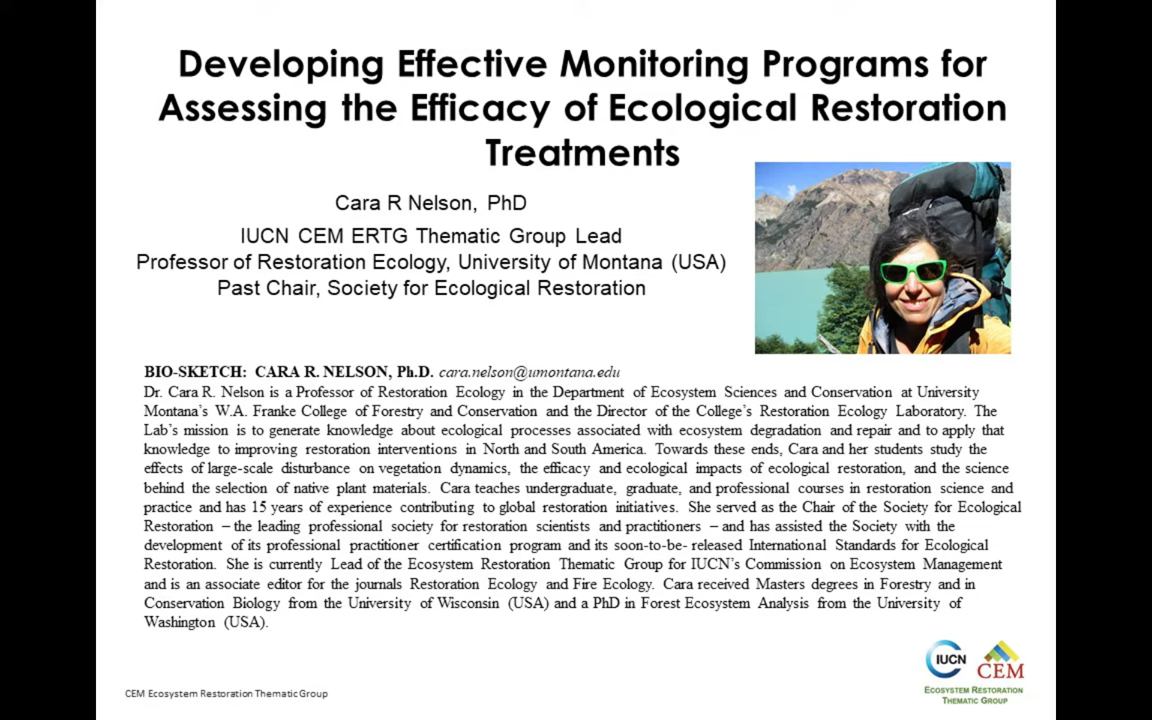 Developing Effective Monitoring Programs for
Assessing the Efficacy of Ecological Restoration
Treatments
Cara R Nelson, PhD
IUCN CEM ERTG Thematic Group Lead
Professor of Restoration Ecology, University of Montana (USA)
Past Chair, Society for Ecological Restoration
BIO-SKETCH: CARA R. NELSON, Ph.D. cara.nelson@umontana.edu
Dr. Cara R. Nelson is a Professor of Restoration Ecology in the Department of Ecosystem Sciences and Conservation at University
Montana's W.A. Franke College of Forestry and Conservation and the Director of the College's Restoration Ecology Laboratory. The
Lab's mission is to generate knowledge about ecological processes associated with ecosystem degradation and repair and to apply that
knowledge to improving restoration interventions in North and South America. Towards these ends, Cara and her students study the
effects of large-scale disturbance on vegetation dynamics, the efficacy and ecological impacts of ecological restoration, and the science
behind the selection of native plant materials. Cara teaches undergraduate, graduate, and professional courses in restoration science and
practice and has 15 years of experience contributing to global restoration initiatives. She served as the Chair of the Society for Ecological
Restoration – the leading professional society for restoration scientists and practitioners – and has assisted the Society with the
development of its professional practitioner certification program and its soon-to-be- released International Standards for Ecological
Restoration. She is currently Lead of the Ecosystem Restoration Thematic Group for IUCN's Commission on Ecosystem Management
and is an associate editor for the journals Restoration Ecology and Fire Ecology. Cara received Masters degrees in Forestry and in
Conservation Biology from the University of Wisconsin (USA) and a PhD in Forest Ecosystem Analysis from the University of
Washington (USA).
IUCN CEM
ECOSYSTEM RESTORATION
THEMATIC GROUP
CEM Ecosystem Restoration Thematic Group